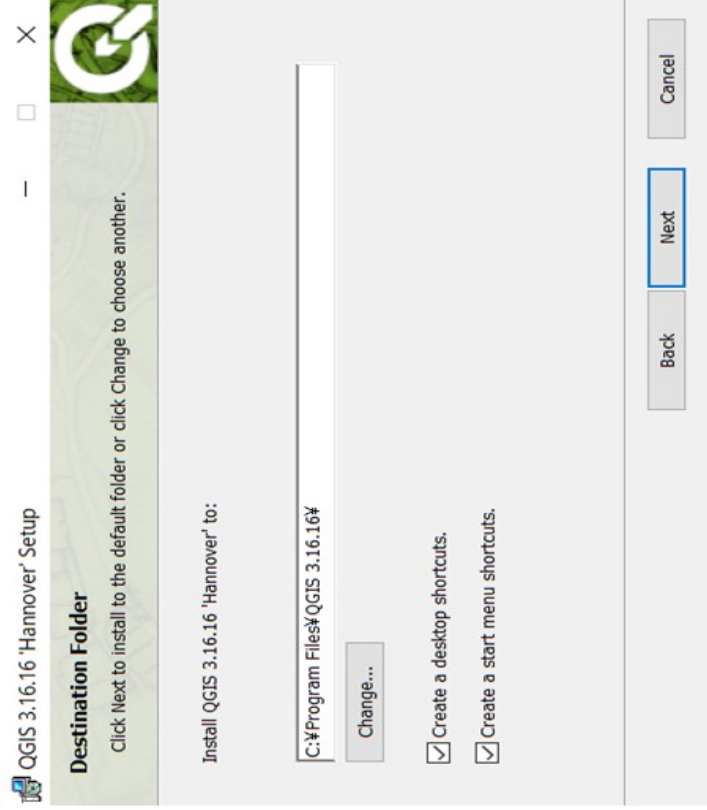 QGIS 3.16.16 'Hannover' Setup
Destination Folder
Click Next to install to the default folder or click Change to choose another.
Install QGIS 3.16.16 'Hannover' to:
C:¥Program Files¥QGIS 3.16.16¥
Change...
Create a desktop shortcuts.
Create a start menu shortcuts.
Back
Next
Cancel